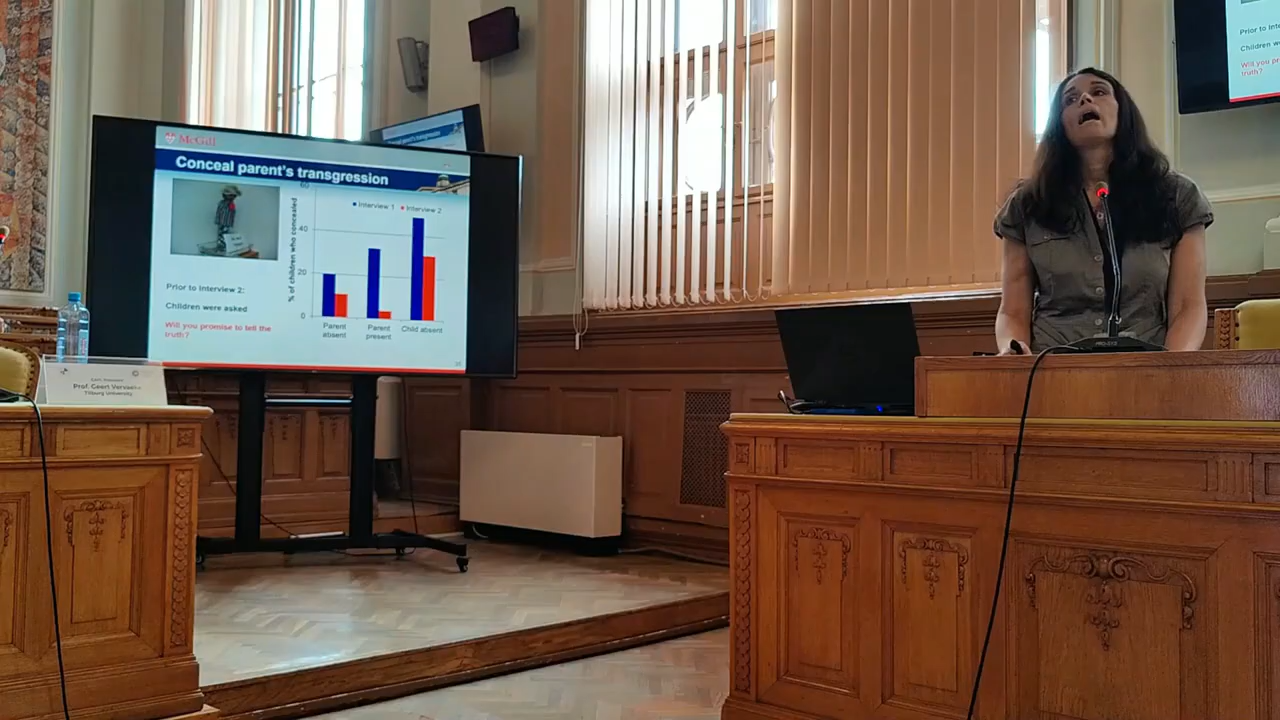 McGill
Conceal parent's transgression
60
Interview 1
Interview 2
% of children who concealed
40
20
0
Parent absent
Parent present
Child absent
Prior to Interview 2:
Children were asked
Will you promise to tell the
truth?
Prof. Geert Vervaeke
Tilburg University
Prior to Inte
Children w
Will you pr
truth?